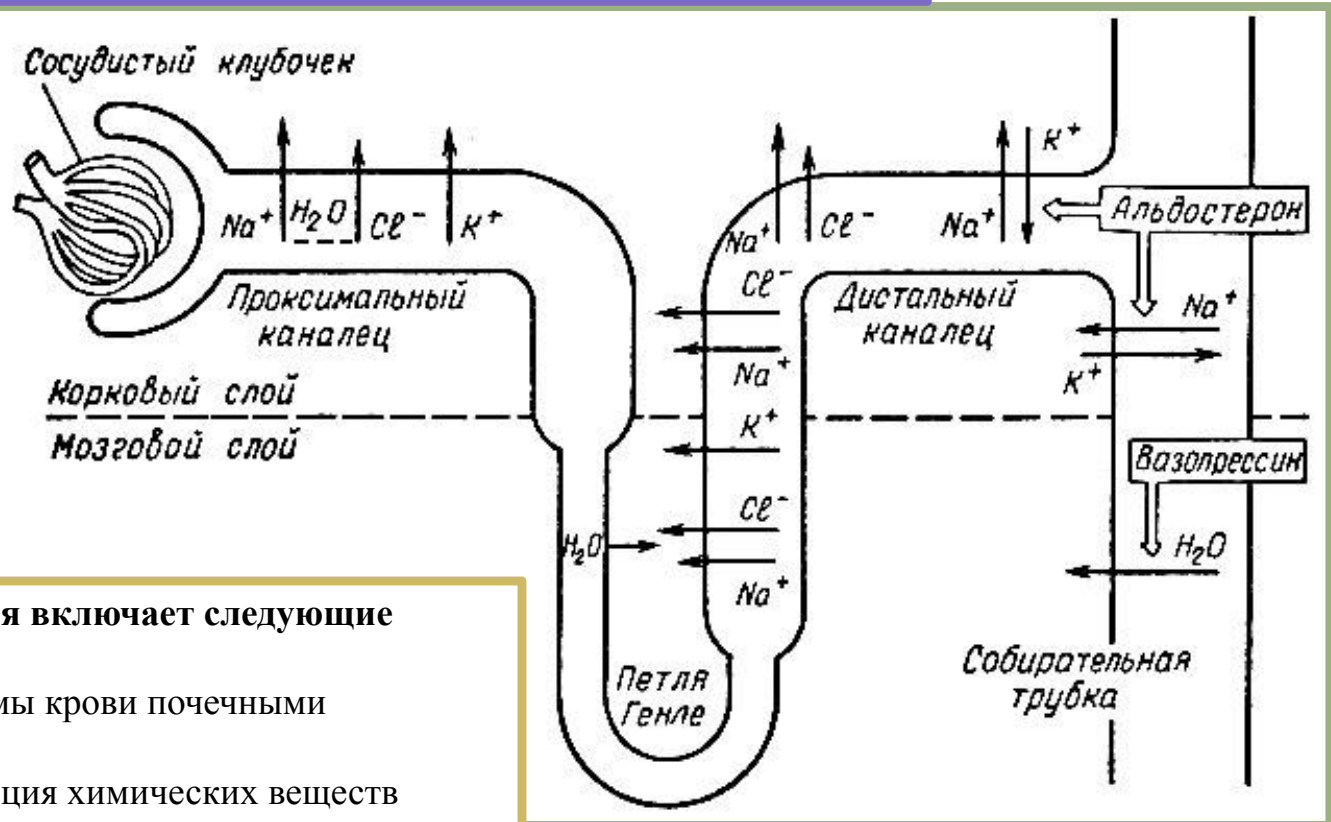 Сосудистый клубочек
Na⁺ H₂O Cℓ⁻ K⁺
Проксимальный
каналец
Корковый слой
Мозговой слой
H₂O
Петля
Генле
Na⁺ Cℓ⁻
Cℓ⁻
Na⁺
K⁺
Cℓ⁻
Na⁺
Дистальный
каналец
Na⁺ K⁺
Альдостерон
Na⁺
K⁺
Вазопрессин
H₂O
Собирательная
трубка
я включает следующие
мы крови почечными
ция химических веществ